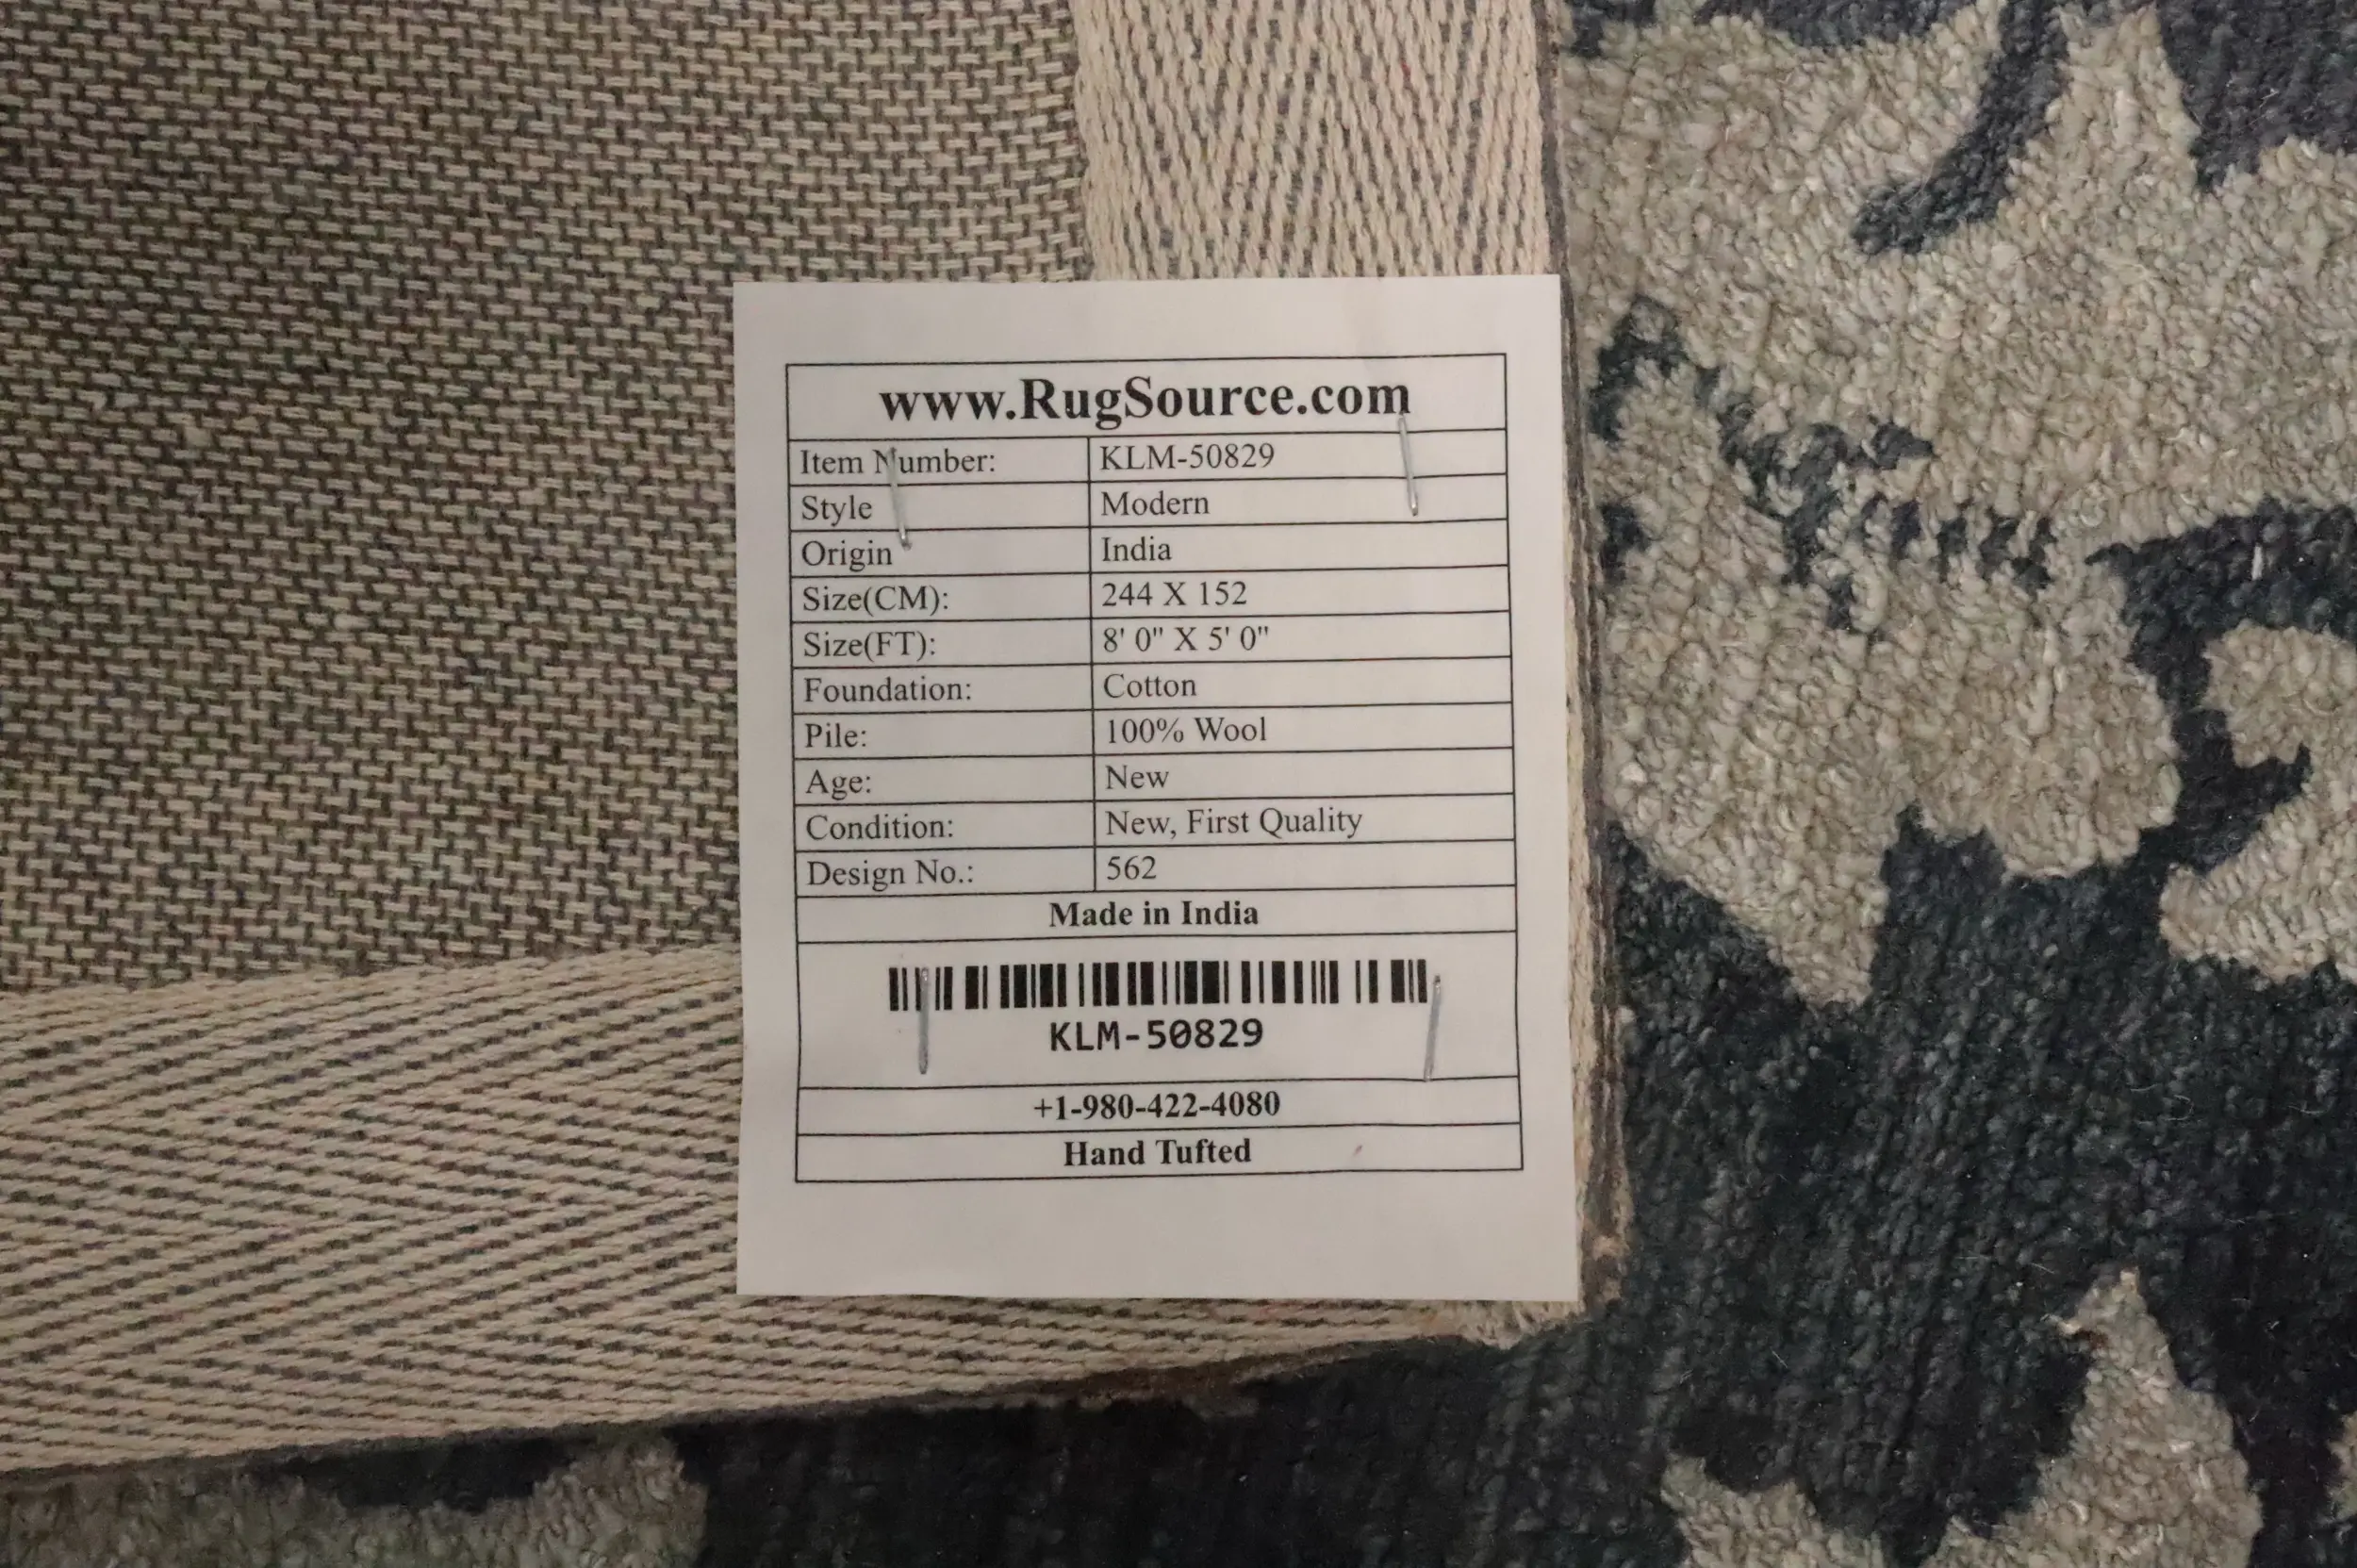 www.RugSource.com
Item Number: KLM-50829
Style Modern
Origin India
Size(CM): 244 X 152
Size(FT): 8' 0" X 5' 0"
Foundation: Cotton
Pile: 100% Wool
Age: New
Condition: New, First Quality
Design No.: 562
Made in India
KLM-50829
+1-980-422-4080
Hand Tufted